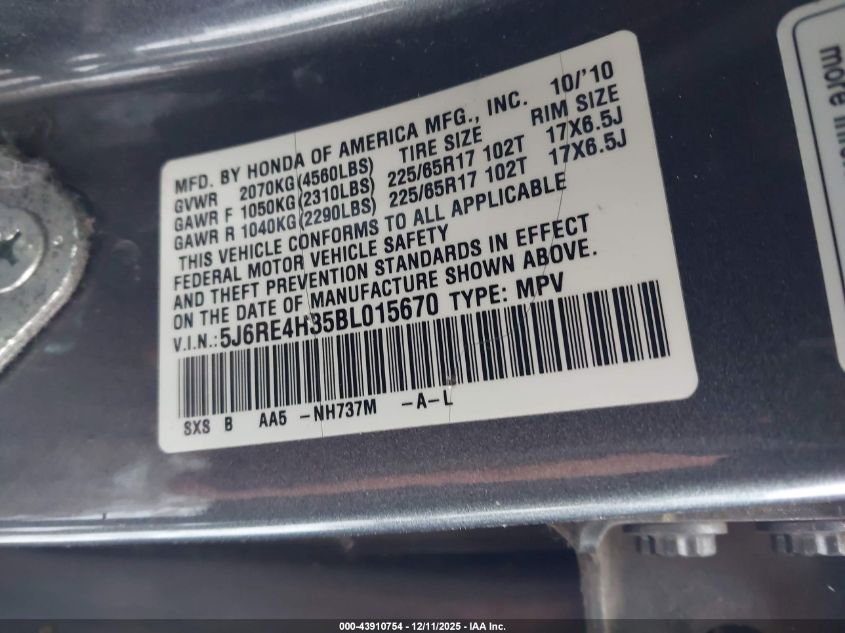 MFD. BY HONDA OF AMERICA MFG., INC. 10/'10
GVWR 2070KG(4560LBS) TIRE SIZE RIM SIZE
GAWR F 1050KG(2310LBS) 225/65R17 102T 17X6.5J
GAWR R 1040KG(2290LBS) 225/65R17 102T 17X6.5J
THIS VEHICLE CONFORMS TO ALL APPLICABLE
FEDERAL MOTOR VEHICLE SAFETY
AND THEFT PREVENTION STANDARDS IN EFFECT
ON THE DATE OF MANUFACTURE SHOWN ABOVE.
V.I.N.:5J6RE4H35BL015670 TYPE: MPV
SXS B AA5 -NH737M -A-L
more
000-43910754 - 12/11/2025 - IAA Inc.